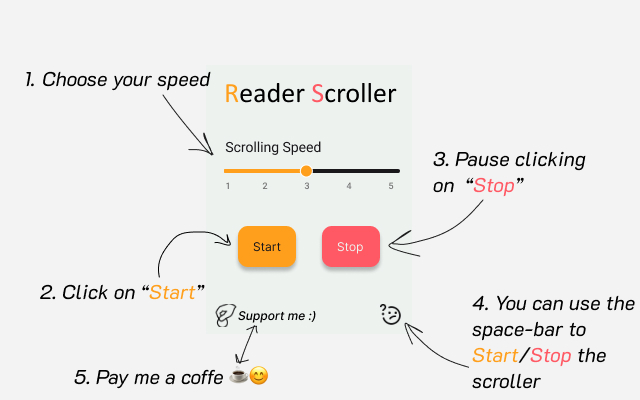 1. Choose your speed
Reader Scroller
Scrolling Speed
1 2 3 4 5
3. Pause clicking
on "Stop"
Start
Stop
2. Click on "Start"
Support me :)
4. You can use the
space-bar to
Start/Stop the
scroller
5. Pay me a coffe ☕😊